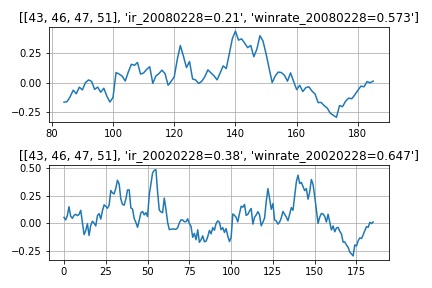 [[43, 46, 47, 51], 'ir_20080228=0.21', 'winrate_20080228=0.573']
0.25
0.00
−0.25
80 100 120 140 160 180
[[43, 46, 47, 51], 'ir_20020228=0.38', 'winrate_20020228=0.647']
0.50
0.25
0.00
−0.25
0 25 50 75 100 125 150 175